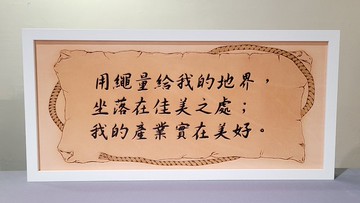 用繩量給我的地界，
坐落在佳美之處；
我的產業實在美好。